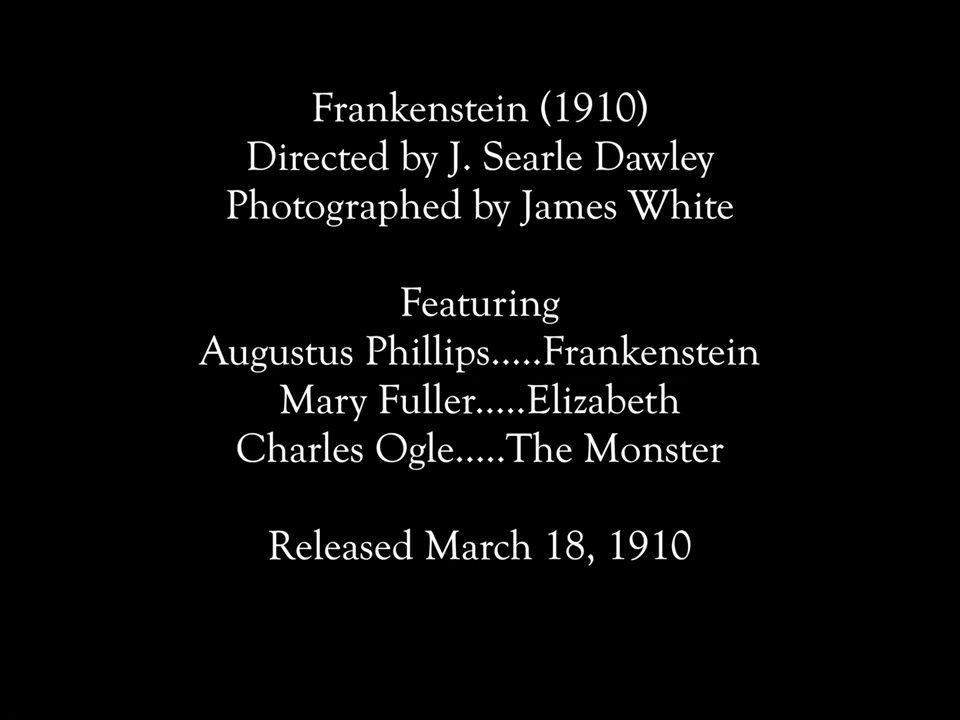 Frankenstein (1910)
Directed by J. Searle Dawley
Photographed by James White
Featuring
Augustus Phillips.....Frankenstein
Mary Fuller.....Elizabeth
Charles Ogle.....The Monster
Released March 18, 1910